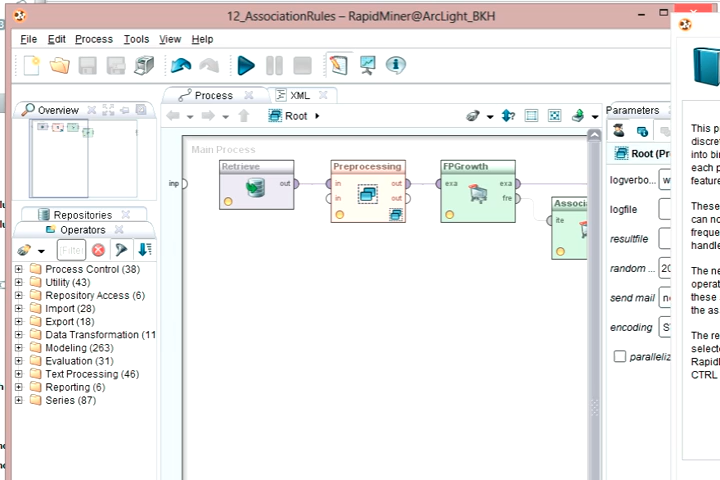 12_AssociationRules – RapidMiner@ArcLight_BKH
File Edit Process Tools View Help
Overview
Process
XML
Root
Parameters
Main Process
Retrieve
Preprocessing
FPGrowth
inp
out
in out
in out
exa exa
fre
Associ
ite
Repositories
Operators
[Filter]
Process Control (38)
Utility (43)
Repository Access (6)
Import (28)
Export (18)
Data Transformation (11
Modeling (263)
Evaluation (31)
Text Processing (46)
Reporting (6)
Series (87)
Root (Pr
logverbo...
logfile
resultfile
random ... 20
send mail
encoding
paralleliz
This p
discre
into bi
each p
feature
These
can no
freque
handle
The ne
operat
these
the as
The re
select
RapidM
CTRL